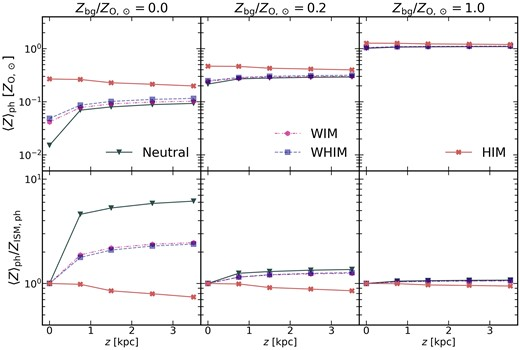 Z_bg/Z_O, ⊙ = 0.0 Z_bg/Z_O, ⊙ = 0.2 Z_bg/Z_O, ⊙ = 1.0
⟨Z⟩_ph [Z_O, ⊙]
10^0
10^−1
10^−2
Neutral
WIM
WHIM
HIM
⟨Z⟩_ph/Z_ISM, ph
10^1
10^0
0 1 2 3 0 1 2 3 0 1 2 3
z [kpc] z [kpc] z [kpc]